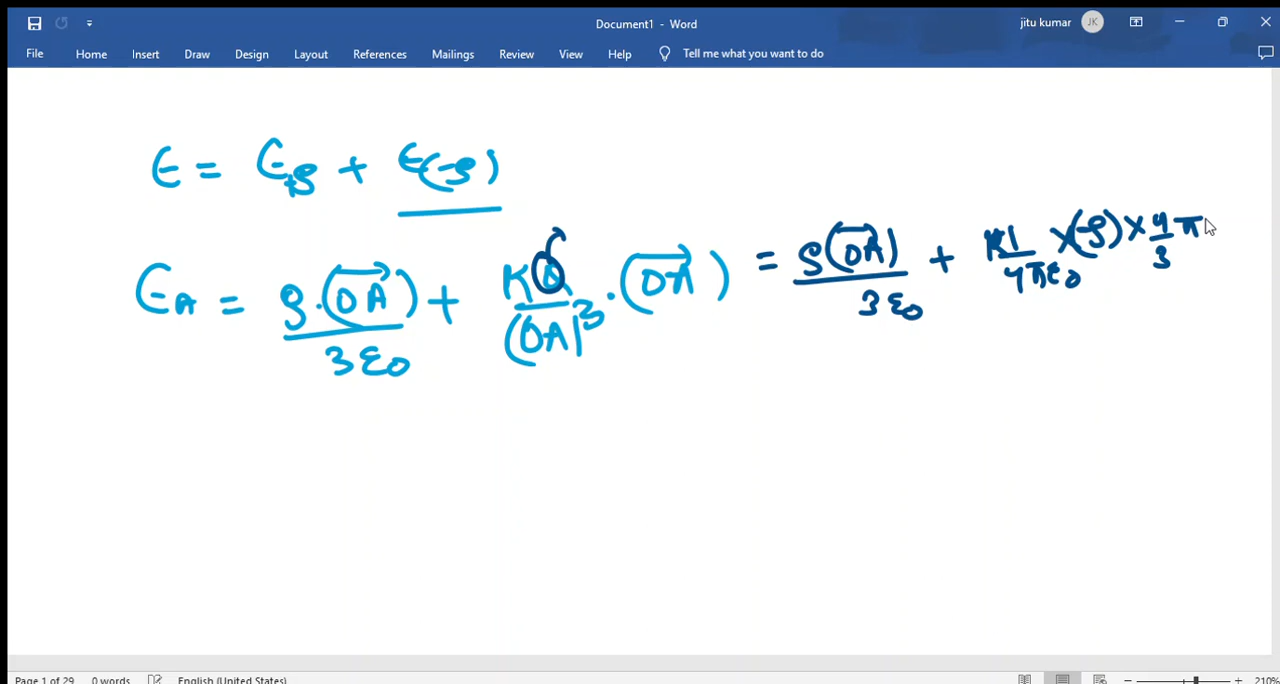 Document1 - Word
jitu kumar JK
File Home Insert Draw Design Layout References Mailings Review View Help Tell me what you want to do
E = E+ρ + E(-ρ)
E_A = ρ.(OA→)/3ε0 + KQ/(OA)^3 . (OA→) = ρ(OA→)/3ε0 + K1/4πε0 × (-ρ) × 4/3 π
Page 1 of 29 0 words English (United States) 210%